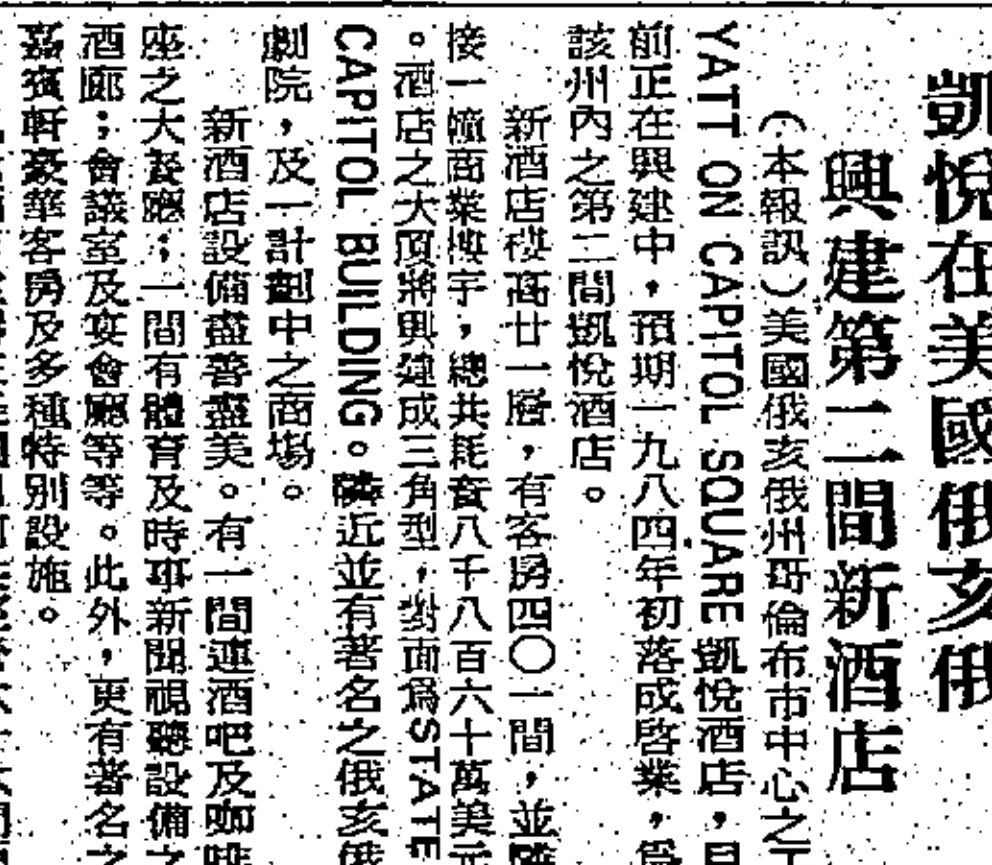 凱悅在美國俄亥俄
興建第二間新酒店
（本報訊）美國俄亥俄州哥倫布市中心之
YATT ON CAPITOL SQUARE 凱悅酒店，目
前正在興建中，預期一九八四年初落成啓業，爲
該州內之第二間凱悅酒店。
新酒店樓高廿一層，有客房四〇一間，並
接一幢商業樓宇，總共耗資八千八百六十萬美元
。酒店之大廈將興建成三角型，對面爲STATE
CAPITOL BUILDING。隣近並有著名之俄亥俄
劇院，及一計劃中之商場。
新酒店設備盡善盡美。有一間連酒吧及咖啡
座之大餐廳；一間有體育及時事新聞視聽設備之
酒廊；會議室及宴會廳等等。此外，更有著名之
嘉賓軒豪華客房及多種特別設施。